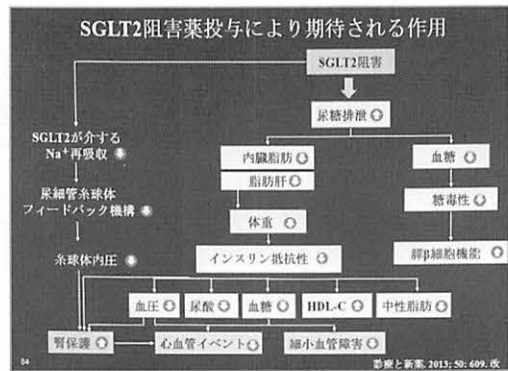 SGLT2阻害薬投与により期待される作用
SGLT2阻害
尿糖排泄
SGLT2が介する
Na⁺再吸収
内臓脂肪
血糖
脂肪肝
尿細管糸球体
フィードバック機構
糖毒性
体重
糸球体内圧
インスリン抵抗性
膵β細胞機能
血圧
尿酸
血糖
HDL-C
中性脂肪
腎保護
心血管イベント
細小血管障害
84
診療と新薬. 2013; 50: 609. 改